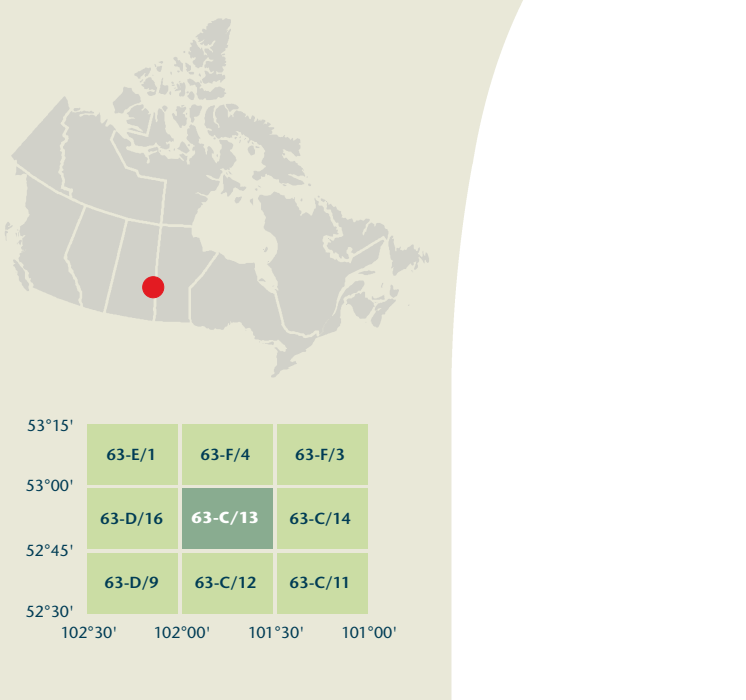 53°15'
63-E/1 63-F/4 63-F/3
53°00'
63-D/16 63-C/13 63-C/14
52°45'
63-D/9 63-C/12 63-C/11
52°30'
102°30' 102°00' 101°30' 101°00'